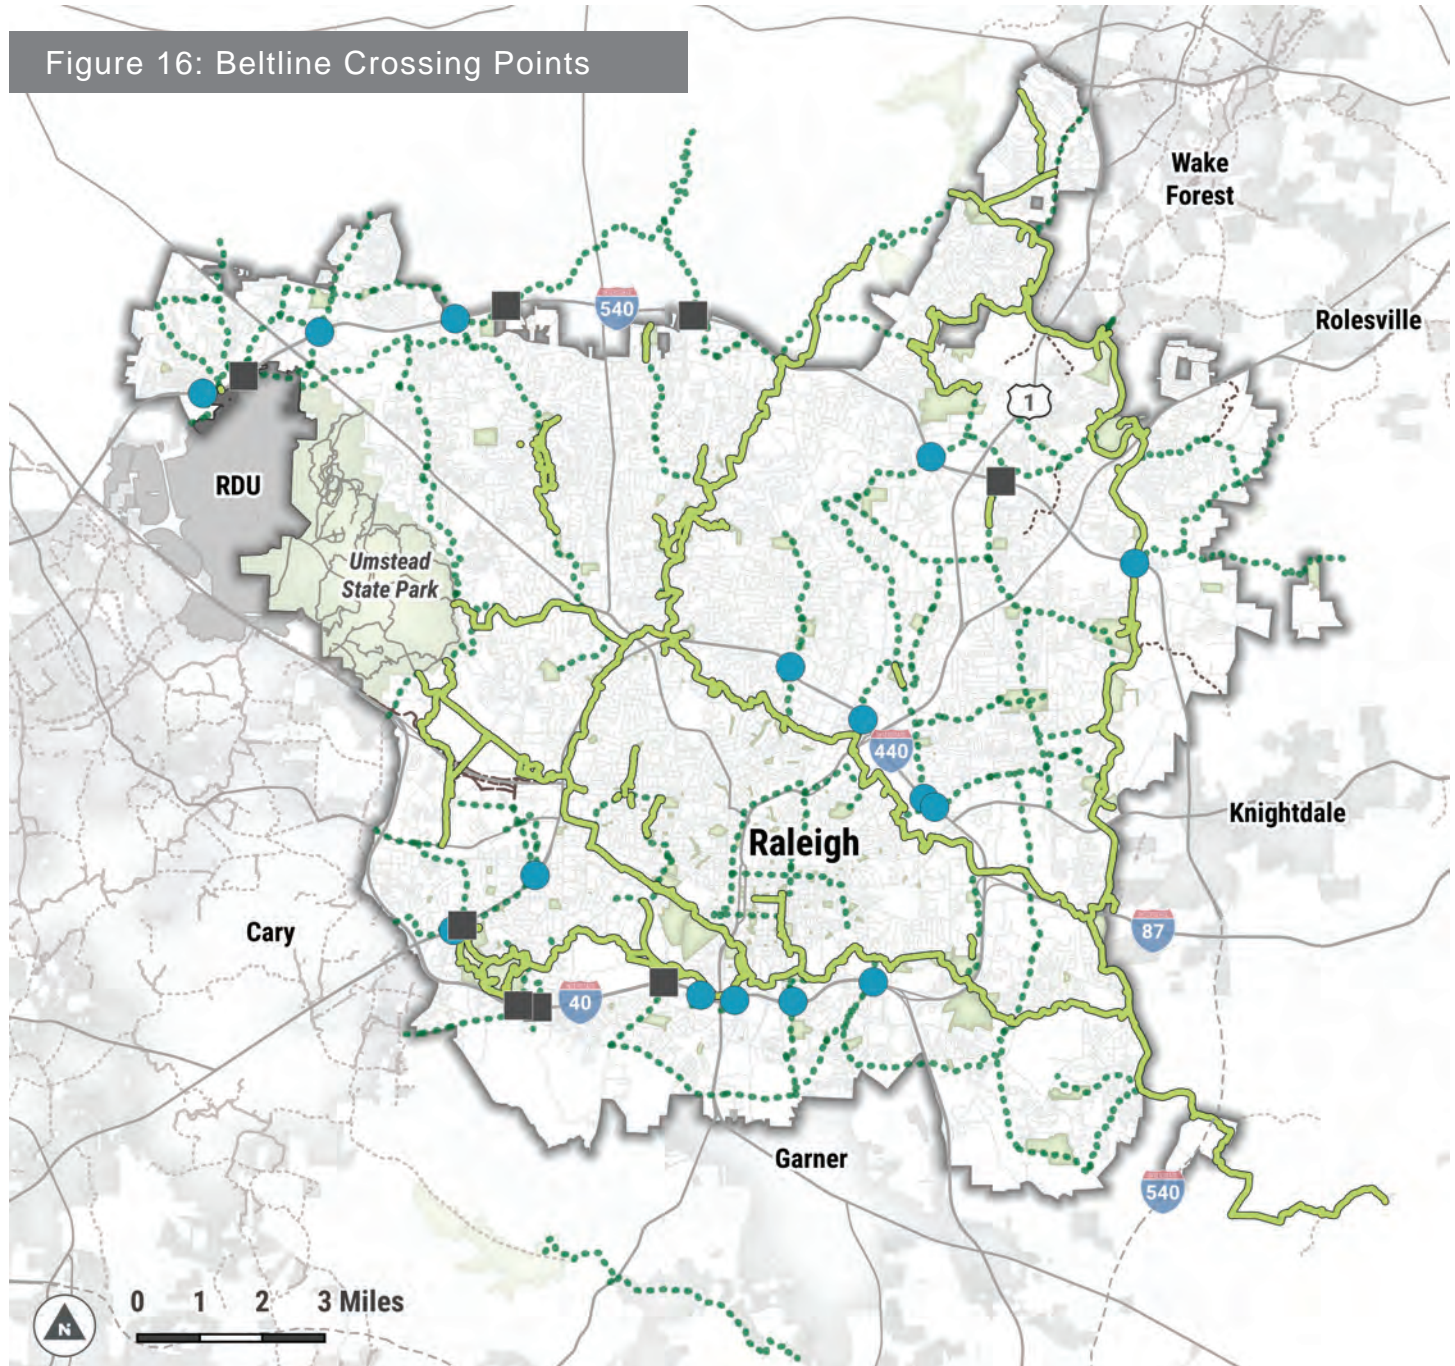 Figure 16: Beltline Crossing Points
Wake
Forest
540
Rolesville
1
RDU
Umstead
State Park
440
Knightdale
Raleigh
Cary
87
40
Garner
540
0 1 2 3 Miles
N